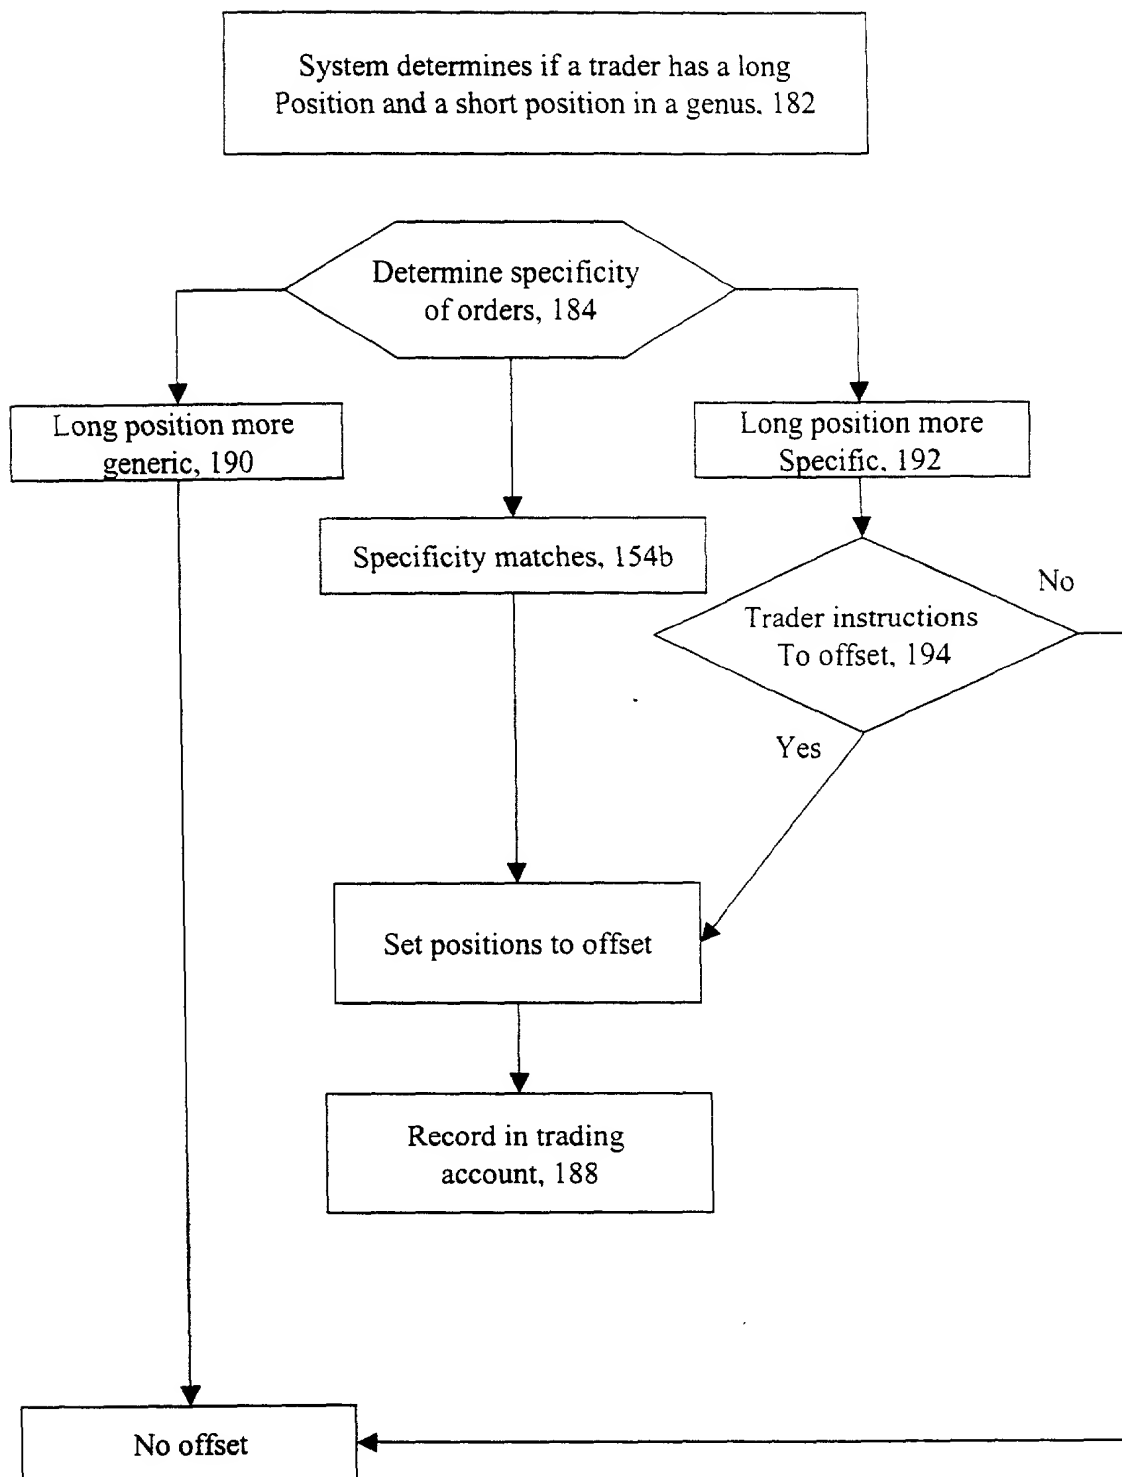 System determines if a trader has a long
Position and a short position in a genus. 182
Determine specificity
of orders, 184
Long position more
generic, 190
Long position more
Specific. 192
Specificity matches, 154b
No
Trader instructions
To offset, 194
Yes
Set positions to offset
Record in trading
account, 188
No offset